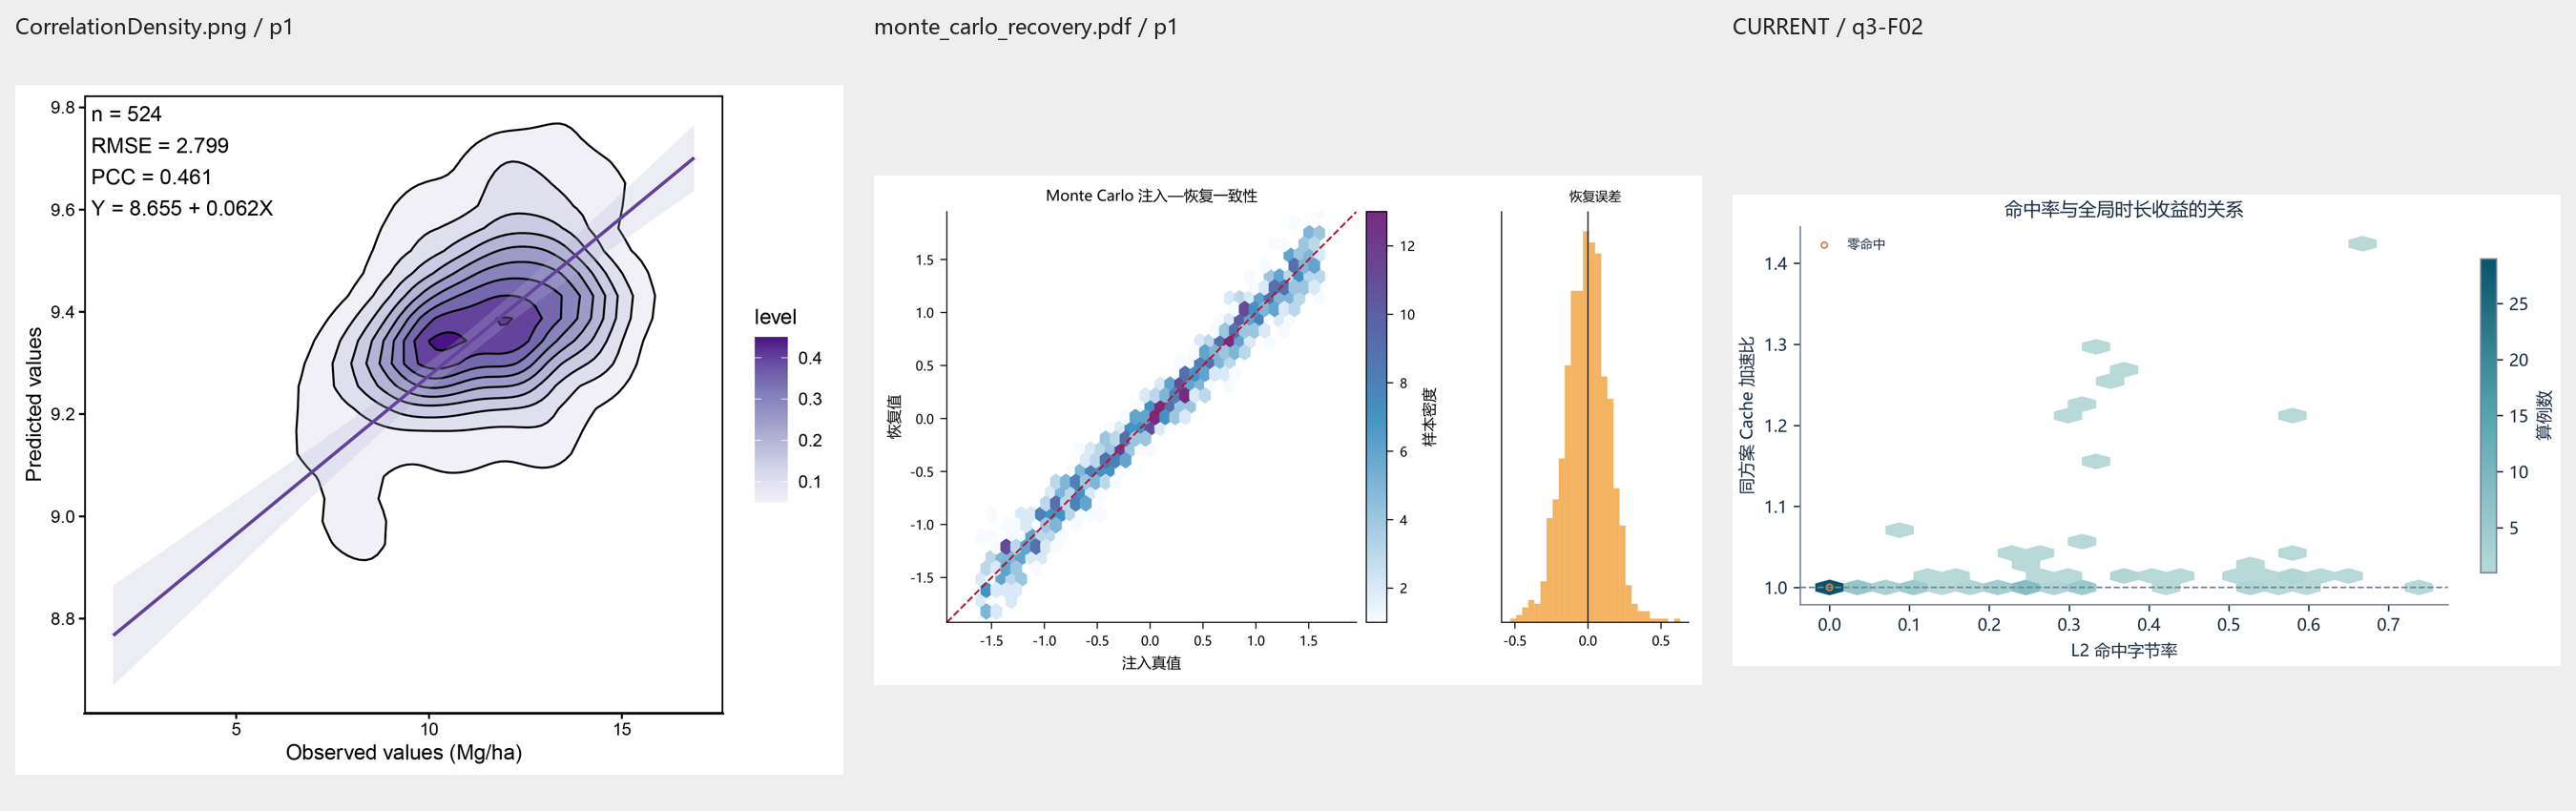 CorrelationDensity.png / p1
9.8
n = 524
RMSE = 2.799
PCC = 0.461
Y = 8.655 + 0.062X
9.6
9.4
9.2
9.0
8.8
Predicted values
5
10
15
Observed values (Mg/ha)
level
0.4
0.3
0.2
0.1
monte_carlo_recovery.pdf / p1
Monte Carlo 注入—恢复一致性
1.5
1.0
0.5
0.0
-0.5
-1.0
-1.5
恢复值
-1.5
-1.0
-0.5
0.0
0.5
1.0
1.5
注入真值
12
10
8
6
4
2
样本密度
恢复误差
-0.5
0.0
0.5
CURRENT / q3-F02
命中率与全局时长收益的关系
零命中
1.4
1.3
1.2
1.1
1.0
同方案 Cache 加速比
0.0
0.1
0.2
0.3
0.4
0.5
0.6
0.7
L2 命中字节率
25
20
15
10
5
算例数